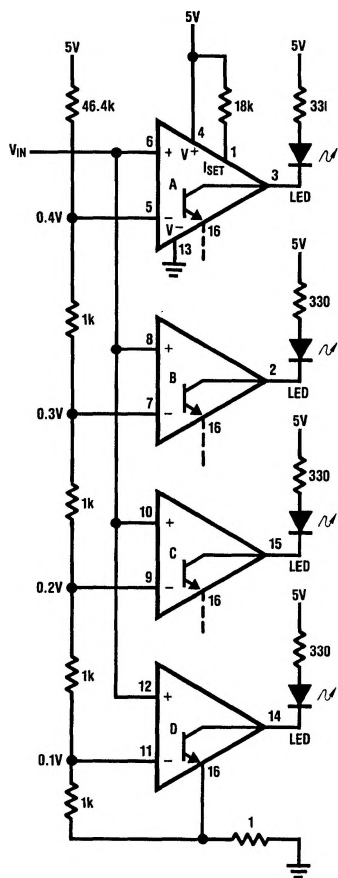 5V
5V
5V
46.4k
18k
33I
VIN
6
+
4
V+
1
ISET
A
3
LED
0.4V
5
−
V−
16
13
5V
1k
330
8
+
B
2
LED
0.3V
7
−
16
5V
1k
330
10
+
C
15
LED
0.2V
9
−
16
5V
1k
330
12
+
D
14
LED
0.1V
11
−
16
1k
1